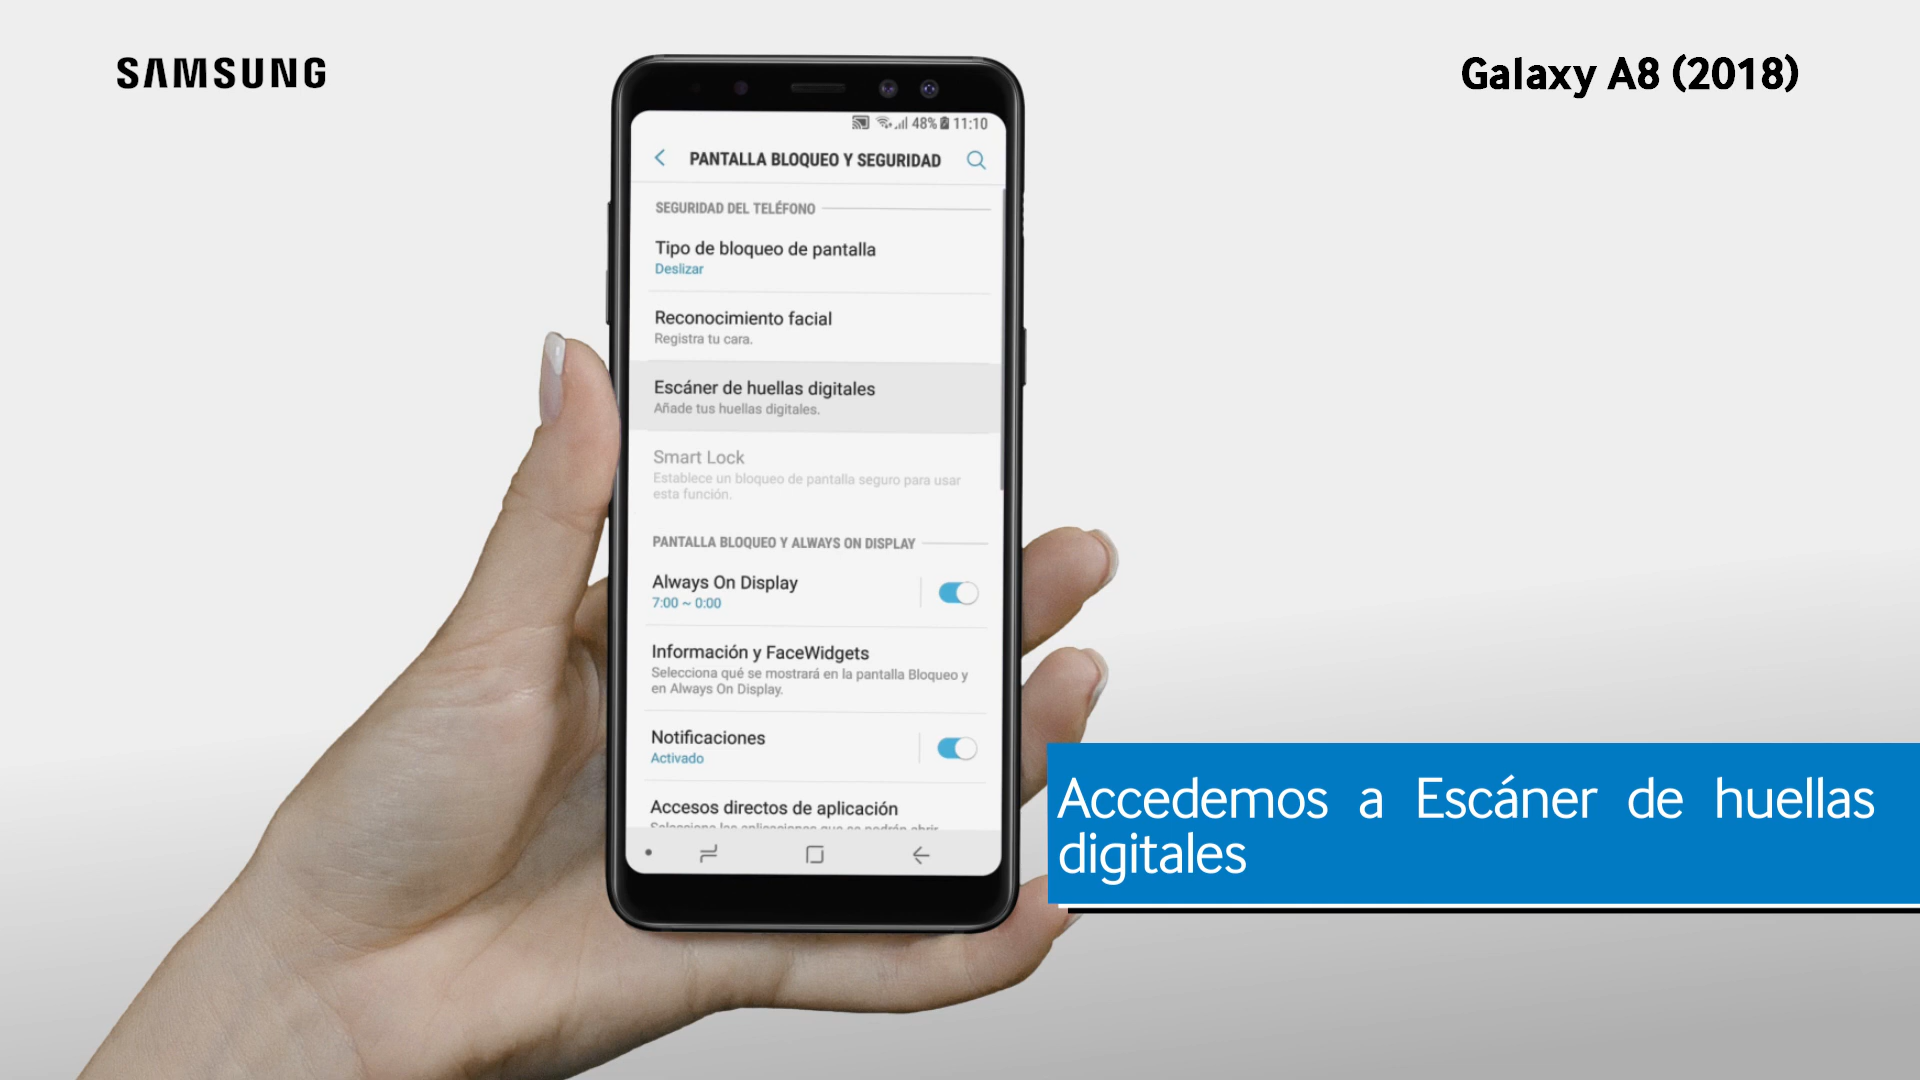 SAMSUNG
Galaxy A8 (2018)
48% 11:10
PANTALLA BLOQUEO Y SEGURIDAD
SEGURIDAD DEL TELÉFONO
Tipo de bloqueo de pantalla
Deslizar
Reconocimiento facial
Registra tu cara.
Escáner de huellas digitales
Añade tus huellas digitales.
Smart Lock
Establece un bloqueo de pantalla seguro para usar
esta función.
PANTALLA BLOQUEO Y ALWAYS ON DISPLAY
Always On Display
7:00 ~ 0:00
Información y FaceWidgets
Selecciona qué se mostrará en la pantalla Bloqueo y
en Always On Display.
Notificaciones
Activado
Accesos directos de aplicación
Accedemos a Escáner de huellas
digitales